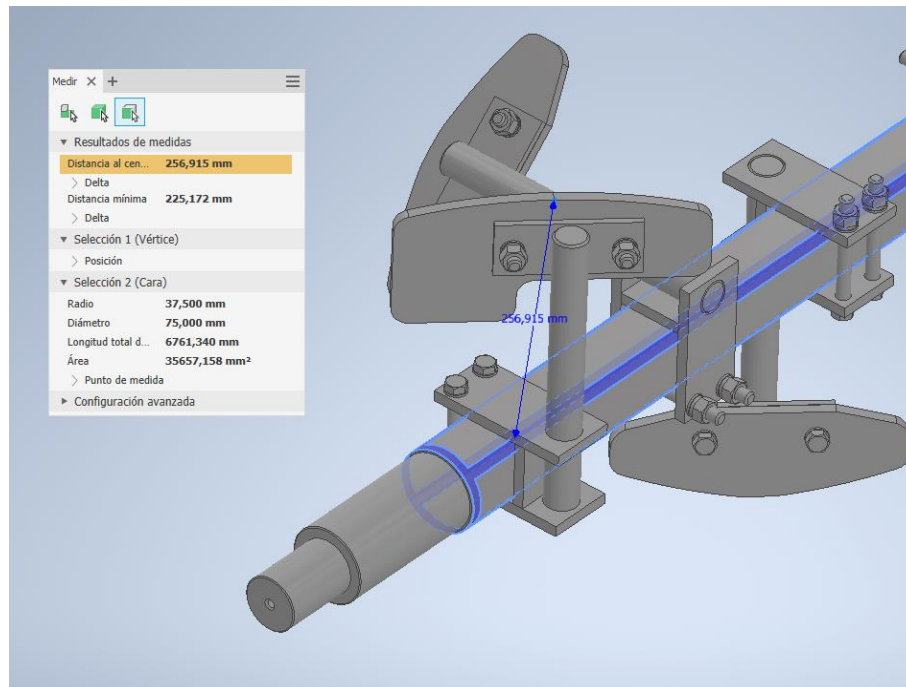 Medir
Resultados de medidas
Distancia al cen... 256,915 mm
Delta
Distancia mínima 225,172 mm
Delta
Selección 1 (Vértice)
Posición
Selección 2 (Cara)
Radio 37,500 mm
Diámetro 75,000 mm
Longitud total d... 6761,340 mm
Área 35657,158 mm²
Punto de medida
Configuración avanzada
256,915 mm